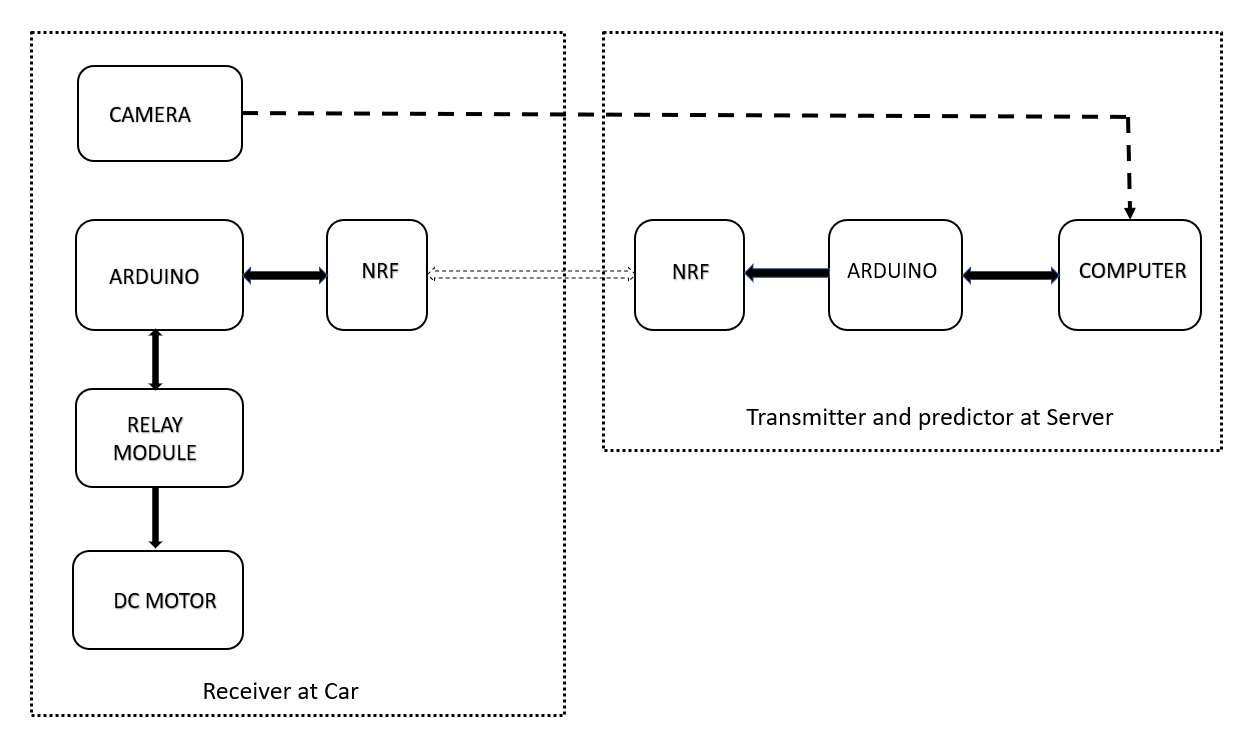 CAMERA
ARDUINO
NRF
NRF
ARDUINO
COMPUTER
RELAY
MODULE
Transmitter and predictor at Server
DC MOTOR
Receiver at Car